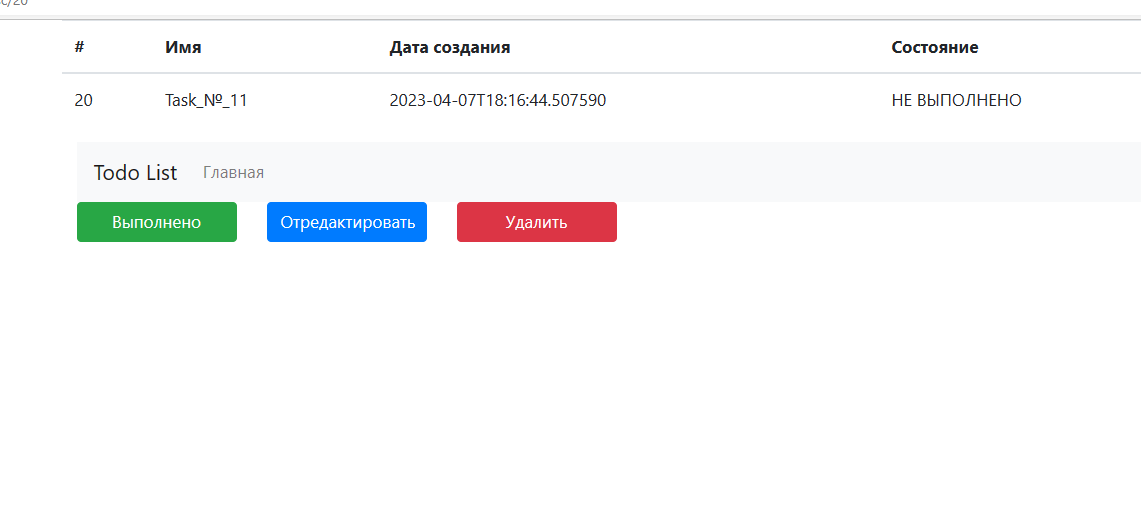 c/20
# Имя Дата создания Состояние
20 Task_№_11 2023-04-07T18:16:44.507590 НЕ ВЫПОЛНЕНО
Todo List Главная
Выполнено Отредактировать Удалить